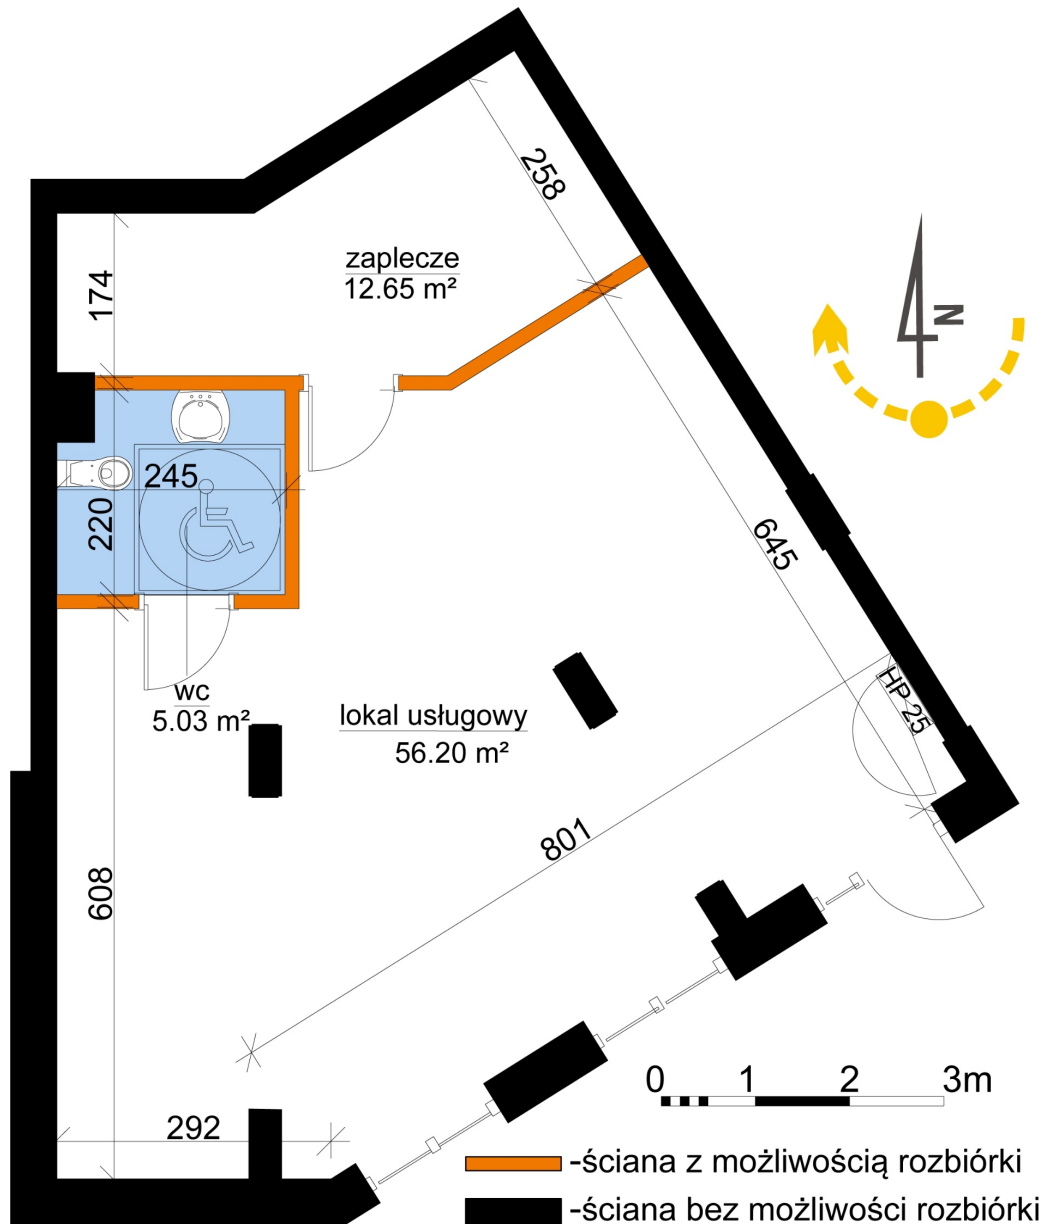 258
zaplecze
12.65 m²
174
N
245
220
645
HP-25
wc
5.03 m²
lokal usługowy
56.20 m²
801
608
0 1 2 3m
292
-ściana z możliwością rozbiórki
-ściana bez możliwości rozbiórki